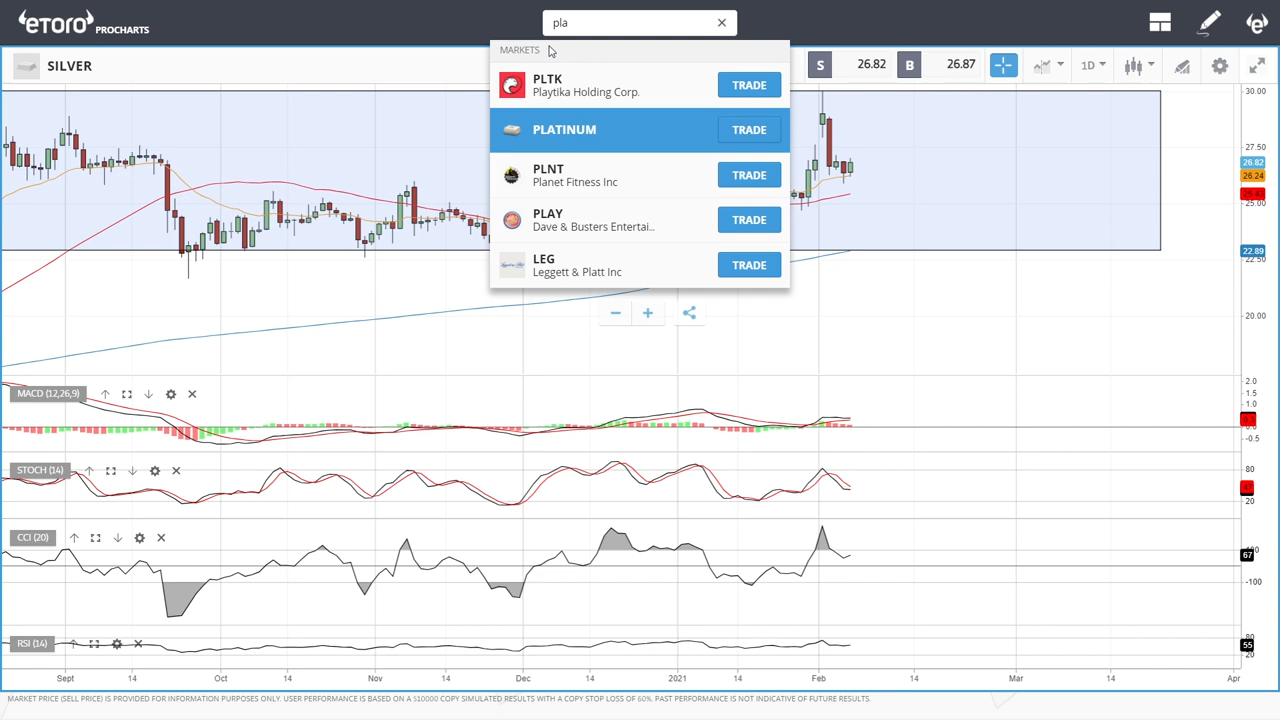 eTORO PROCHARTS
pla
MARKETS
PLTK
Playtika Holding Corp.
TRADE
PLATINUM
TRADE
PLNT
Planet Fitness Inc
TRADE
PLAY
Dave & Busters Entertai..
TRADE
LEG
Leggett & Platt Inc
TRADE
SILVER
S 26.82 B 26.87
1D
30.00
27.50
26.82
26.24
25.00
22.89
22.50
20.00
MACD (12,26,9)
2.0
1.5
1.0
-0.5
STOCH (14)
80
20
CCI (20)
67
-100
RSI (14)
80
55
20
Sept 14 Oct 14 Nov 14 Dec 14 2021 14 Feb 14 Mar 14 Apr
MARKET PRICE (SELL PRICE) IS PROVIDED FOR INFORMATION PURPOSES ONLY. USER PERFORMANCE IS BASED ON A $10000 COPY SIMULATED RESULTS WITH A COPY STOP LOSS OF 60%. PAST PERFORMANCE IS NOT INDICATIVE OF FUTURE RESULTS.